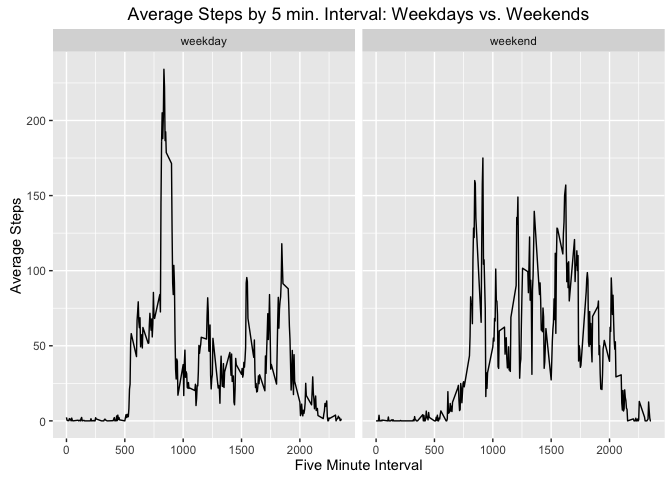 Average Steps by 5 min. Interval: Weekdays vs. Weekends
weekday weekend
200
150
100
50
0
Average Steps
0 500 1000 1500 2000 0 500 1000 1500 2000
Five Minute Interval